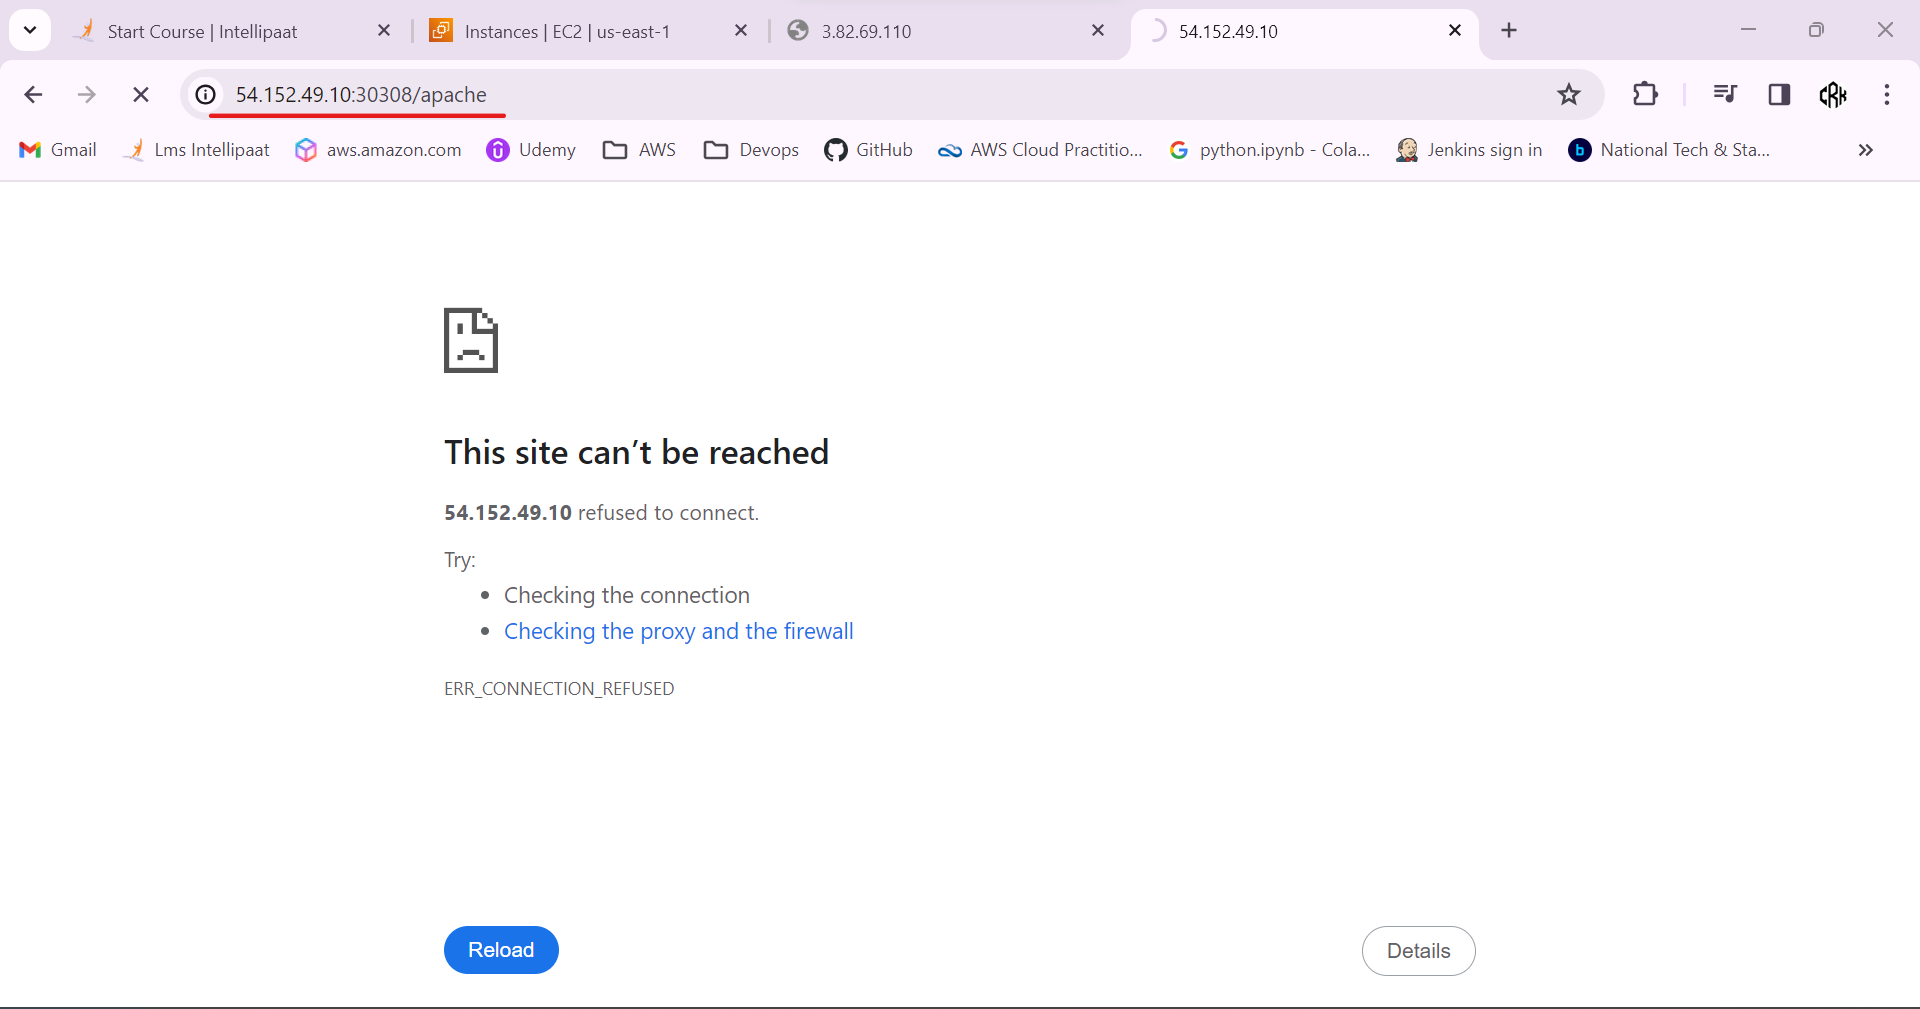 Start Course | Intellipaat
Instances | EC2 | us-east-1
3.82.69.110
54.152.49.10
54.152.49.10:30308/apache
Gmail
Lms Intellipaat
aws.amazon.com
Udemy
AWS
Devops
GitHub
AWS Cloud Practitio...
python.ipynb - Cola...
Jenkins sign in
b
National Tech & Sta...
This site can’t be reached
54.152.49.10 refused to connect.
Try:
• Checking the connection
• Checking the proxy and the firewall
ERR_CONNECTION_REFUSED
Reload
Details